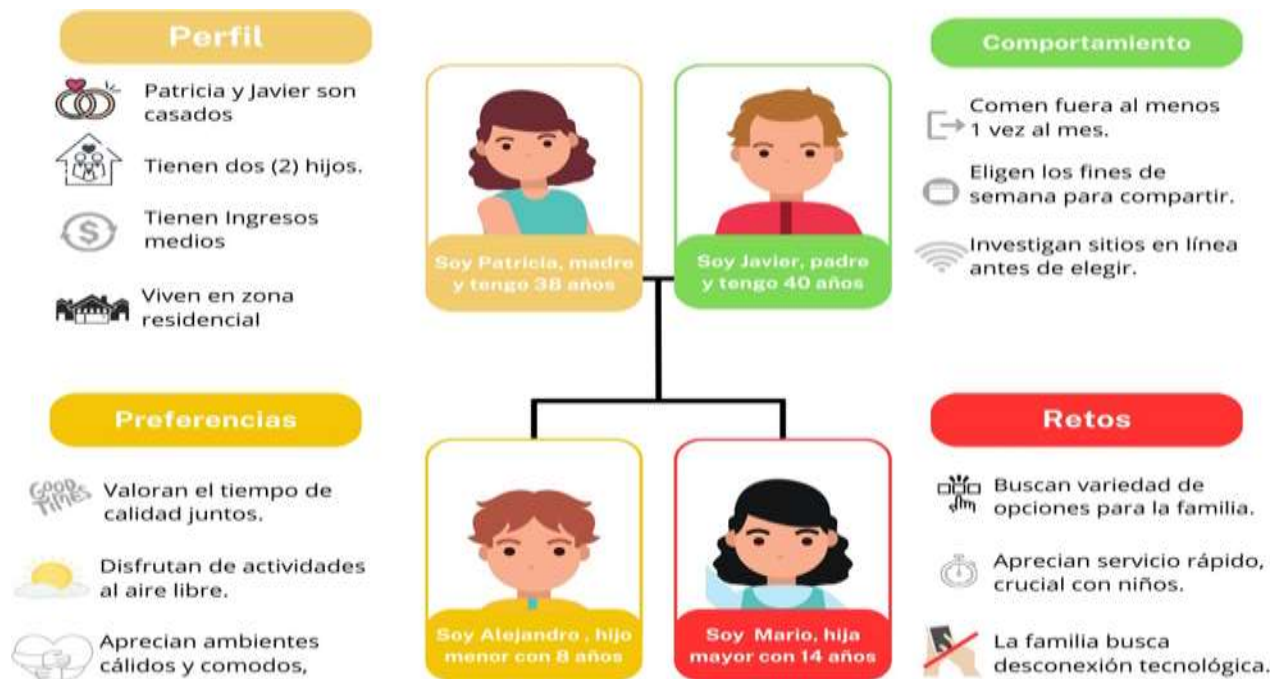 Perfil
Patricia y Javier son
casados
Tienen dos (2) hijos.
Tienen Ingresos
medios
Viven en zona
residencial
Soy Patricia, madre
y tengo 38 años
Soy Javier, padre
y tengo 40 años
Comportamiento
Comen fuera al menos
1 vez al mes.
Eligen los fines de
semana para compartir.
Investigan sitios en línea
antes de elegir.
Preferencias
GOOD
TIMES
Valoran el tiempo de
calidad juntos.
Disfrutan de actividades
al aire libre.
Aprecian ambientes
cálidos y comodos,
Soy Alejandro , hijo
menor con 8 años
Soy Mario, hija
mayor con 14 años
Retos
Buscan variedad de
opciones para la familia.
Aprecian servicio rápido,
crucial con niños.
La familia busca
desconexión tecnológica.